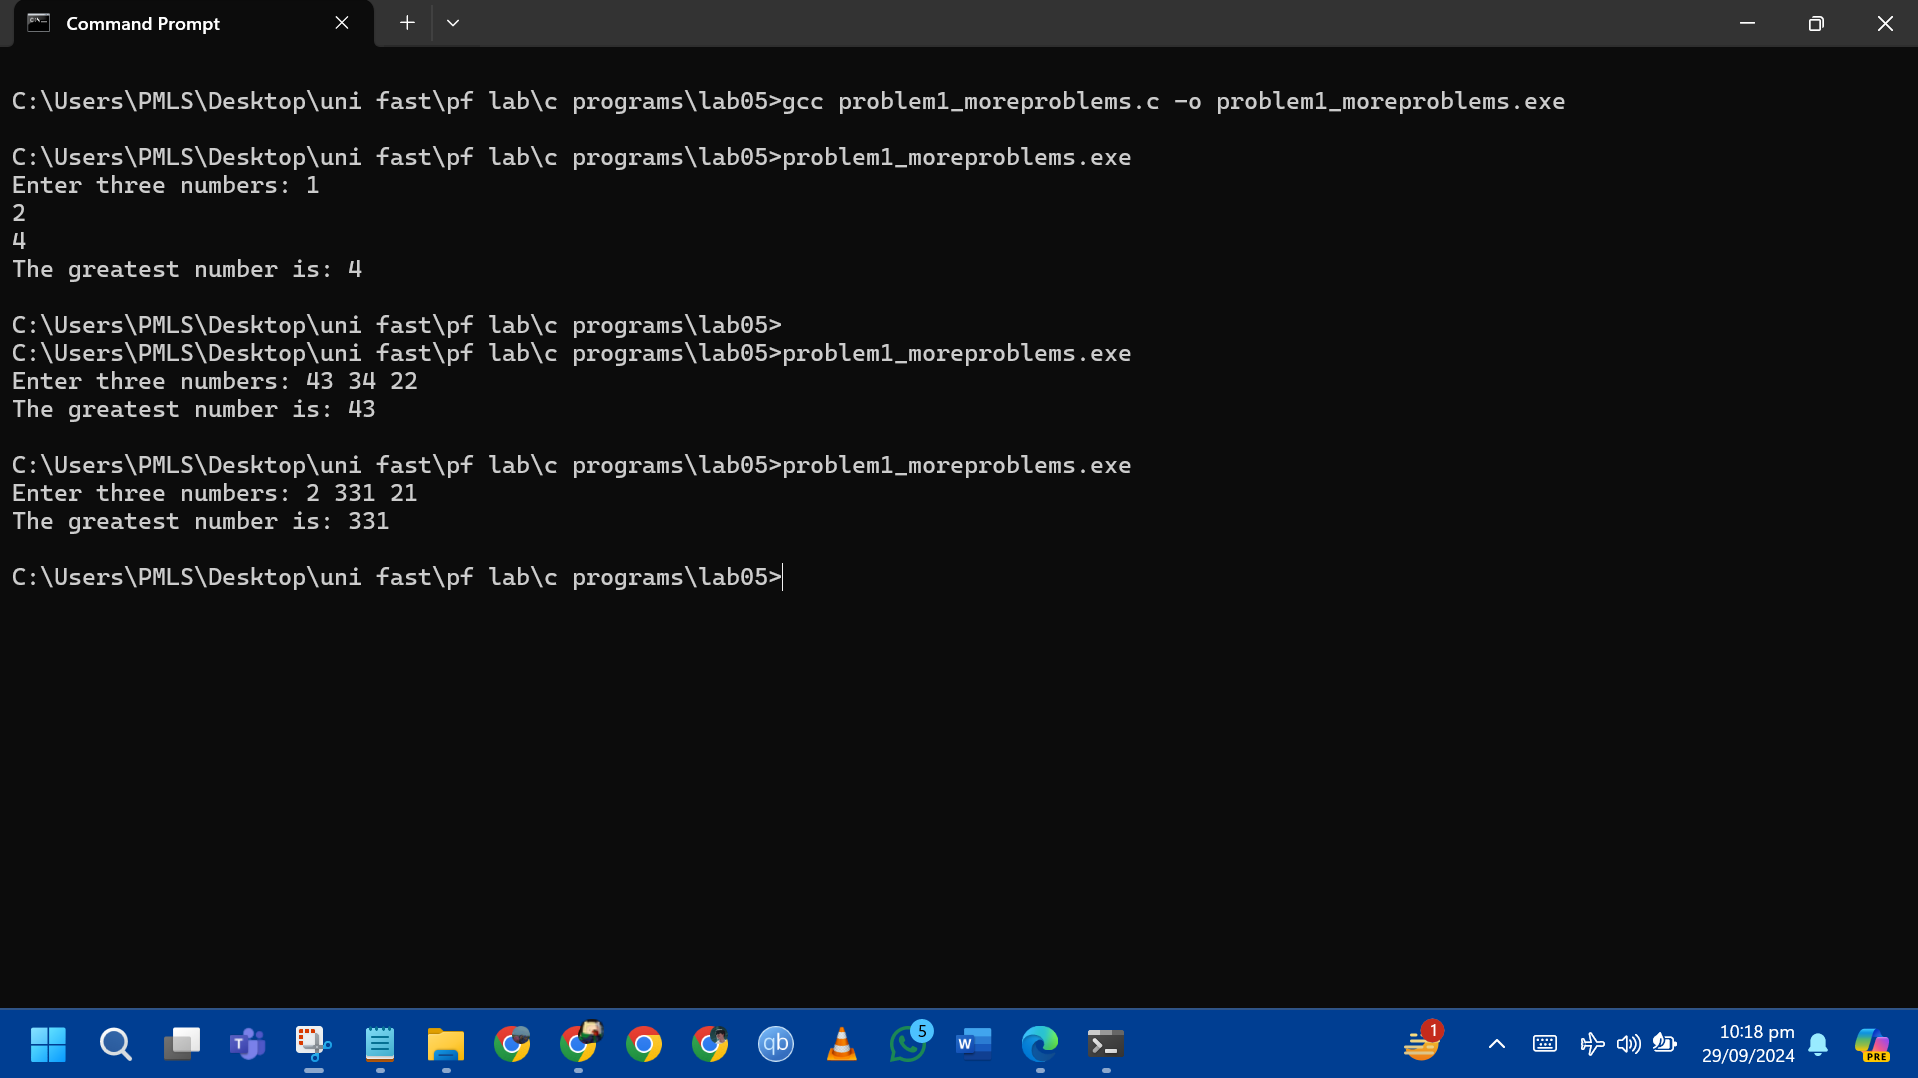 Command Prompt
C:\Users\PMLS\Desktop\uni fast\pf lab\c programs\lab05>gcc problem1_moreproblems.c -o problem1_moreproblems.exe
C:\Users\PMLS\Desktop\uni fast\pf lab\c programs\lab05>problem1_moreproblems.exe
Enter three numbers: 1
2
4
The greatest number is: 4
C:\Users\PMLS\Desktop\uni fast\pf lab\c programs\lab05>
C:\Users\PMLS\Desktop\uni fast\pf lab\c programs\lab05>problem1_moreproblems.exe
Enter three numbers: 43 34 22
The greatest number is: 43
C:\Users\PMLS\Desktop\uni fast\pf lab\c programs\lab05>problem1_moreproblems.exe
Enter three numbers: 2 331 21
The greatest number is: 331
C:\Users\PMLS\Desktop\uni fast\pf lab\c programs\lab05>
T
qb
5
W
1
10:18 pm
29/09/2024
PRE